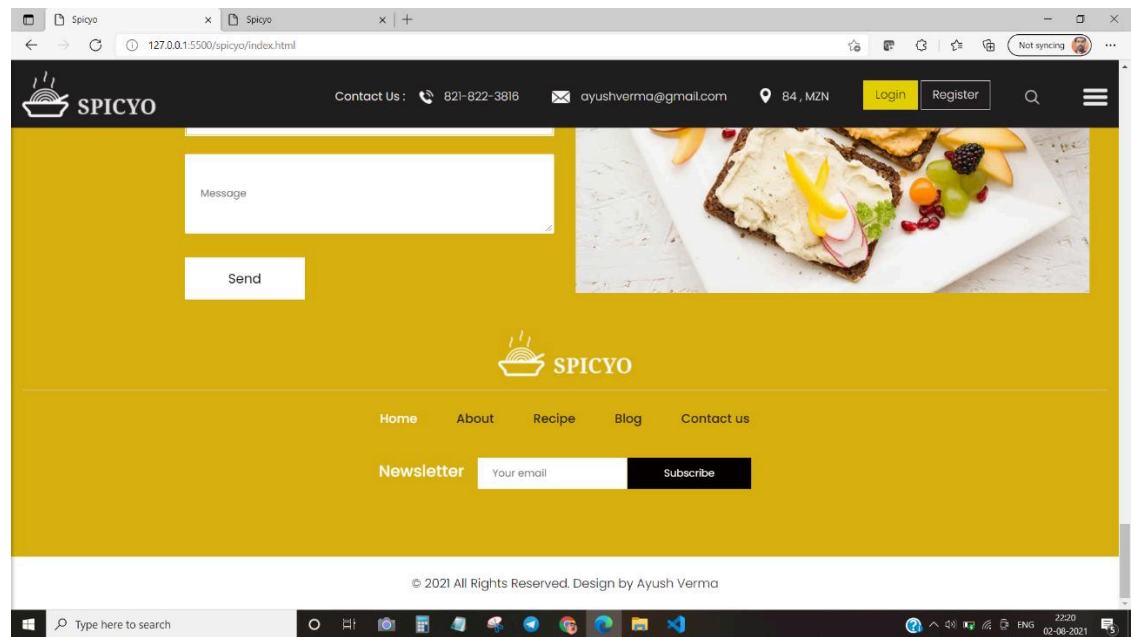 Spicyo
Spicyo
127.0.0.1:5500/spicyo/index.html
Not syncing
SPICYO
Contact Us : 821-822-3816 ayushverma@gmail.com 84 , MZN Login Register
Message
Send
SPICYO
Home About Recipe Blog Contact us
Newsletter Your email Subscribe
© 2021 All Rights Reserved. Design by Ayush Verma
Type here to search
ENG
22:20
02-08-2021
5